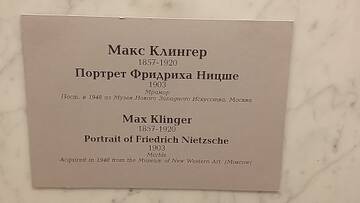 Макс Клингер
1857-1920
Портрет Фридриха Ницше
1903
Мрамор
Пост. в 1948 из Музея Нового Западного Искусства, Москва
Max Klinger
1857-1920
Portrait of Friedrich Nietzsche
1903
Marble
Acquired in 1948 from the Museum of New Western Art (Moscow)